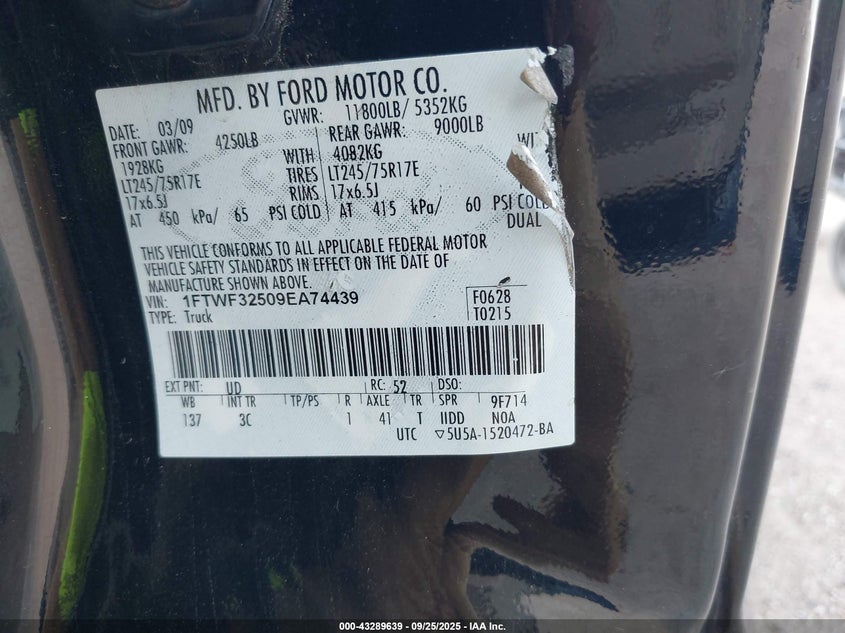 MFD. BY FORD MOTOR CO.
DATE: 03/09 GVWR: 11800LB/ 5352KG
FRONT GAWR: 4250LB REAR GAWR: 9000LB
1928KG WITH 4082KG
LT245/75R17E TIRES LT245/75R17E
17x6.5J RIMS 17x6.5J
AT 450 kPa/ 65 PSI COLD AT 415 kPa/ 60 PSI COLD
DUAL
THIS VEHICLE CONFORMS TO ALL APPLICABLE FEDERAL MOTOR
VEHICLE SAFETY STANDARDS IN EFFECT ON THE DATE OF
MANUFACTURE SHOWN ABOVE.
VIN: 1FTWF32509EA74439 F0628
TYPE: Truck T0215
EXT PNT: UD RC: 52 DSO:
WB INT TR TP/PS R AXLE TR SPR 9F714
137 3C 1 41 T IIDD NOA
UTC ▽5U5A-1520472-BA
000-43289639 - 09/25/2025 - IAA Inc.